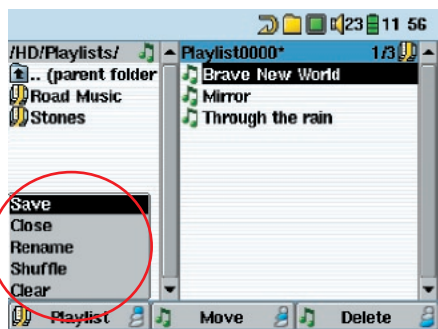 23 11 56
/HD/Playlists/
.. (parent folder
Road Music
Stones
Playlist0000* 1/3
Brave New World
Mirror
Through the rain
Save
Close
Rename
Shuffle
Clear
Playlist Move Delete